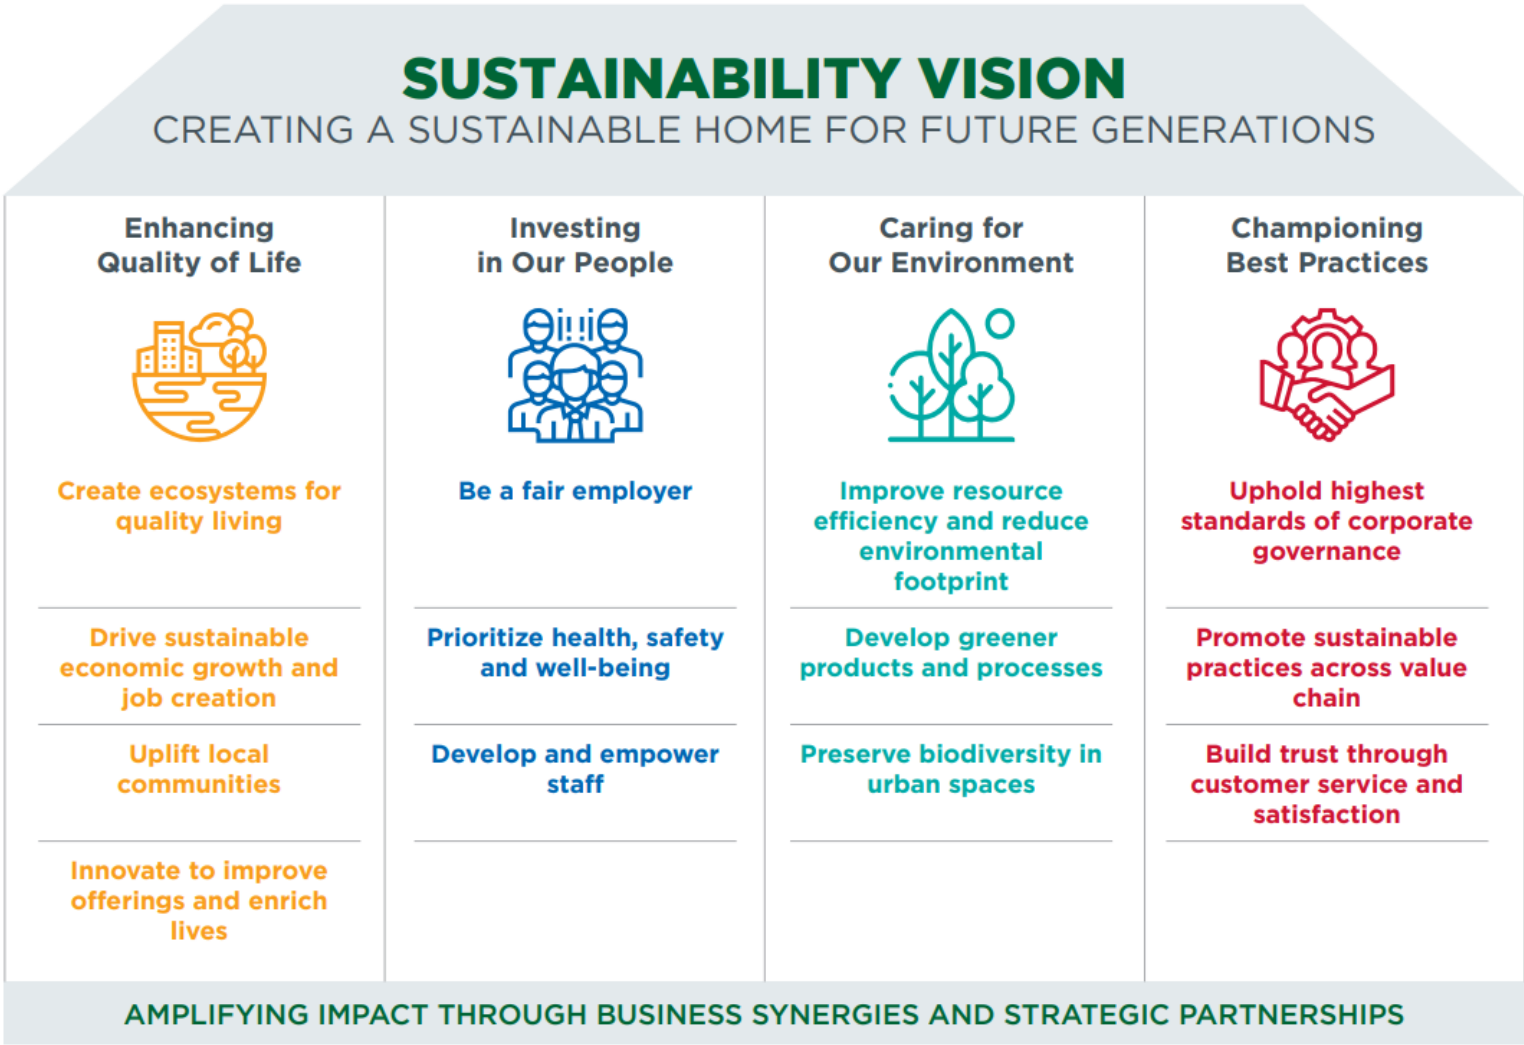 SUSTAINABILITY VISION
CREATING A SUSTAINABLE HOME FOR FUTURE GENERATIONS
Enhancing
Quality of Life
Create ecosystems for
quality living
Drive sustainable
economic growth and
job creation
Uplift local
communities
Innovate to improve
offerings and enrich
lives
Investing
in Our People
Be a fair employer
Prioritize health, safety
and well-being
Develop and empower
staff
Caring for
Our Environment
Improve resource
efficiency and reduce
environmental
footprint
Develop greener
products and processes
Preserve biodiversity in
urban spaces
Championing
Best Practices
Uphold highest
standards of corporate
governance
Promote sustainable
practices across value
chain
Build trust through
customer service and
satisfaction
AMPLIFYING IMPACT THROUGH BUSINESS SYNERGIES AND STRATEGIC PARTNERSHIPS